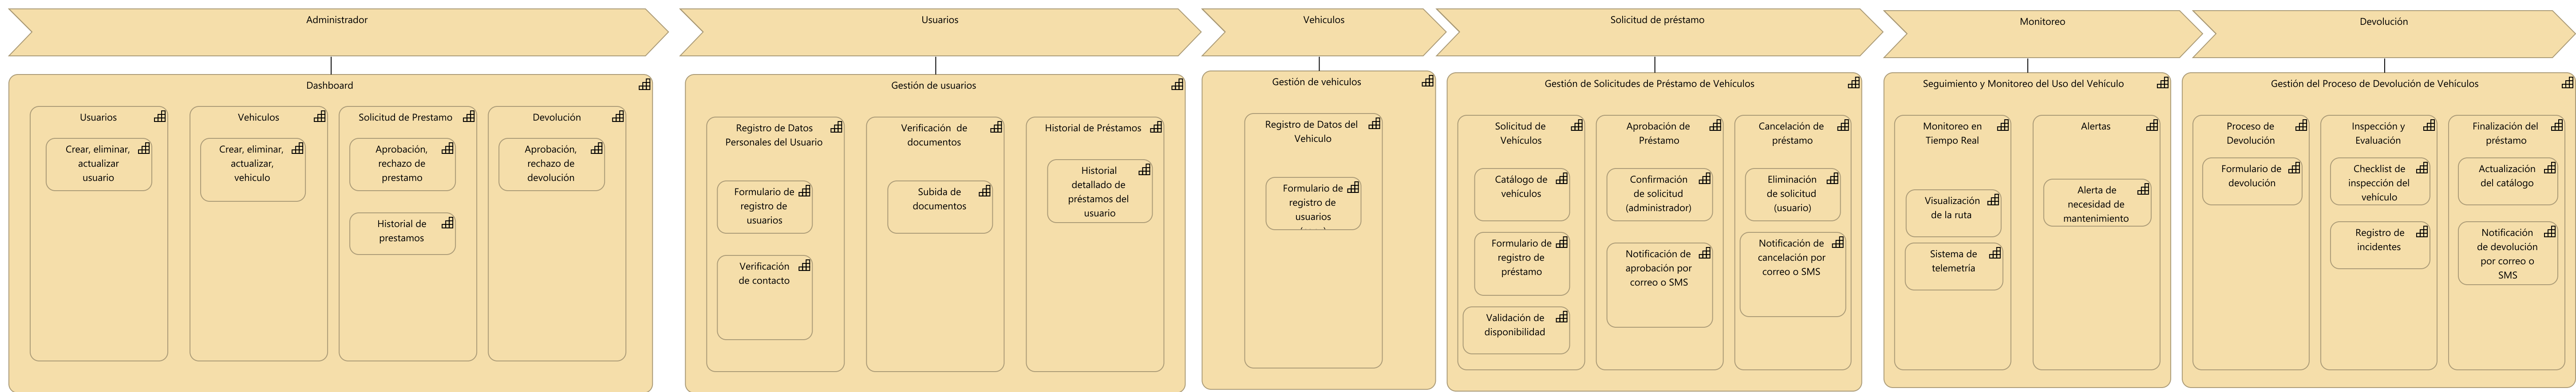 Administrador
Dashboard
Usuarios
Crear, eliminar,
actualizar
usuario
Vehiculos
Crear, eliminar,
actualizar,
vehiculo
Solicitud de Prestamo
Aprobación,
rechazo de
prestamo
Historial de
prestamos
Devolución
Aprobación,
rechazo de
devolución
Usuarios
Gestión de usuarios
Registro de Datos
Personales del Usuario
Formulario de
registro de
usuarios
Verificación
de contacto
Verificación de
documentos
Subida de
documentos
Historial de Préstamos
Historial
detallado de
préstamos del
usuario
Vehiculos
Gestión de vehiculos
Registro de Datos del
Vehiculo
Formulario de
registro de
usuarios
Solicitud de préstamo
Gestión de Solicitudes de Préstamo de Vehículos
Solicitud de
Vehículos
Catálogo de
vehículos
Formulario de
registro de
préstamo
Validación de
disponibilidad
Aprobación de
Préstamo
Confirmación
de solicitud
(administrador)
Notificación de
aprobación por
correo o SMS
Cancelación de
préstamo
Eliminación
de solicitud
(usuario)
Notificación de
cancelación por
correo o SMS
Monitoreo
Seguimiento y Monitoreo del Uso del Vehículo
Monitoreo en
Tiempo Real
Visualización
de la ruta
Sistema de
telemetría
Alertas
Alerta de
necesidad de
mantenimiento
Devolución
Gestión del Proceso de Devolución de Vehículos
Proceso de
Devolución
Formulario de
devolución
Inspección y
Evaluación
Checklist de
inspección del
vehículo
Registro de
incidentes
Finalización del
préstamo
Actualización
del catálogo
Notificación
de devolución
por correo o
SMS